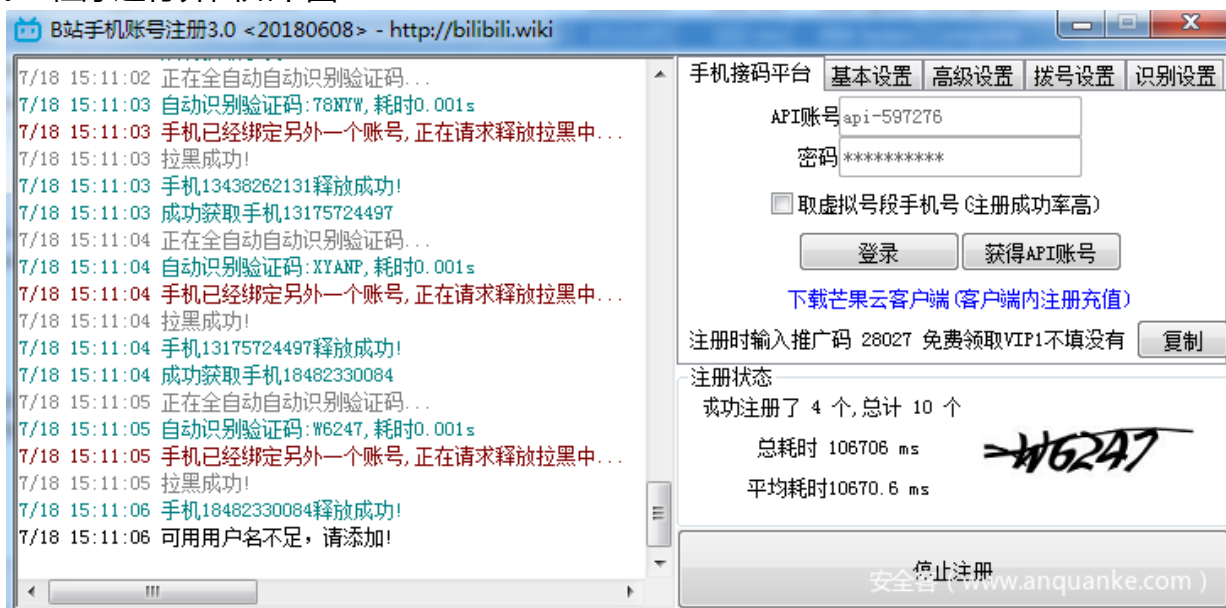 B站手机账号注册3.0 <20180608> - http://bilibili.wiki
7/18 15:11:02 正在全自动自动识别验证码...
7/18 15:11:03 自动识别验证码:78NYW,耗时0.001s
7/18 15:11:03 手机已经绑定另外一个账号,正在请求释放拉黑中...
7/18 15:11:03 拉黑成功!
7/18 15:11:03 手机13438262131释放成功!
7/18 15:11:03 成功获取手机13175724497
7/18 15:11:04 正在全自动自动识别验证码...
7/18 15:11:04 自动识别验证码:XYANP,耗时0.001s
7/18 15:11:04 手机已经绑定另外一个账号,正在请求释放拉黑中...
7/18 15:11:04 拉黑成功!
7/18 15:11:04 手机13175724497释放成功!
7/18 15:11:04 成功获取手机18482330084
7/18 15:11:05 正在全自动自动识别验证码...
7/18 15:11:05 自动识别验证码:W6247,耗时0.001s
7/18 15:11:05 手机已经绑定另外一个账号,正在请求释放拉黑中...
7/18 15:11:05 拉黑成功!
7/18 15:11:06 手机18482330084释放成功!
7/18 15:11:06 可用用户名不足，请添加!
手机接码平台 基本设置 高级设置 拨号设置 识别设置
API账号 api-597276
密码 **********
取虚拟号段手机号(注册成功率高)
登录 获得API账号
下载芒果云客户端(客户端内注册充值)
注册时输入推广码 28027 免费领取VIP1不填没有 复制
注册状态
成功注册了 4 个,总计 10 个
总耗时 106706 ms
平均耗时10670.6 ms
W6247
停止注册
安全客 ( www.anquanke.com )